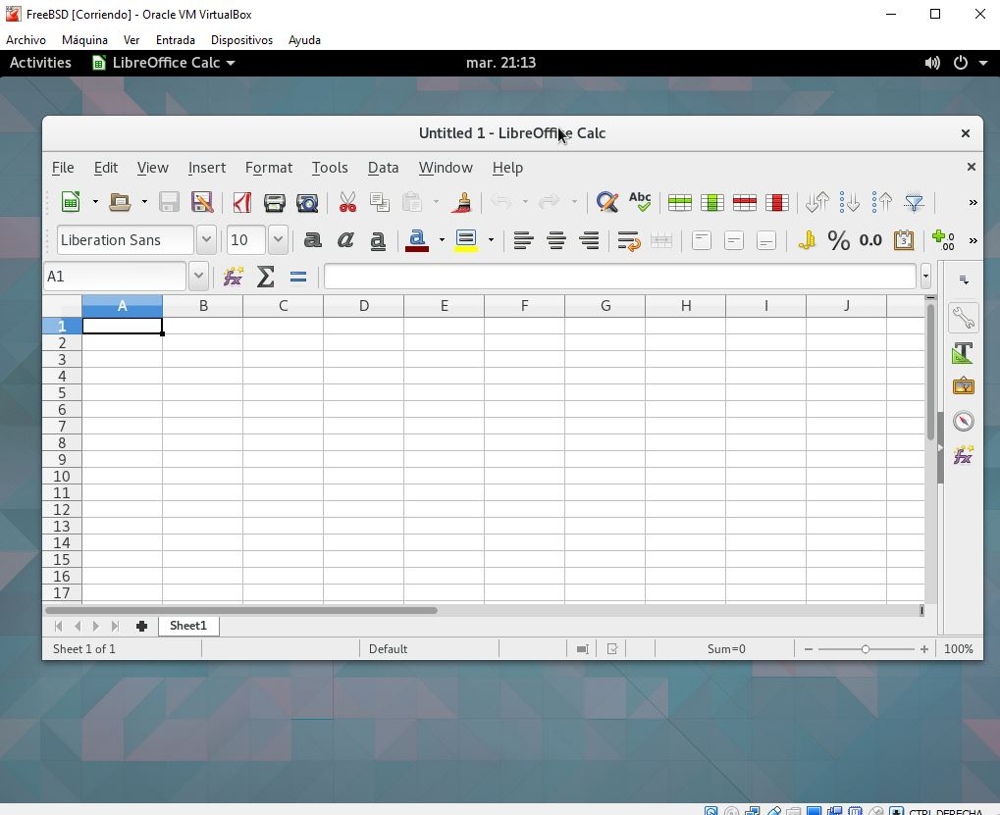 FreeBSD [Corriendo] - Oracle VM VirtualBox
Archivo Máquina Ver Entrada Dispositivos Ayuda
Activities LibreOffice Calc mar. 21:13
Untitled 1 - LibreOffice Calc
File Edit View Insert Format Tools Data Window Help
Abc
Liberation Sans 10 a a a a % 0.0 .00
A1 fx Σ =
A B C D E F G H I J
1
2
3
4
5
6
7
8
9
10
11
12
13
14
15
16
17
Sheet1
Sheet 1 of 1 Default Sum=0 100%
CTRL DERECHA